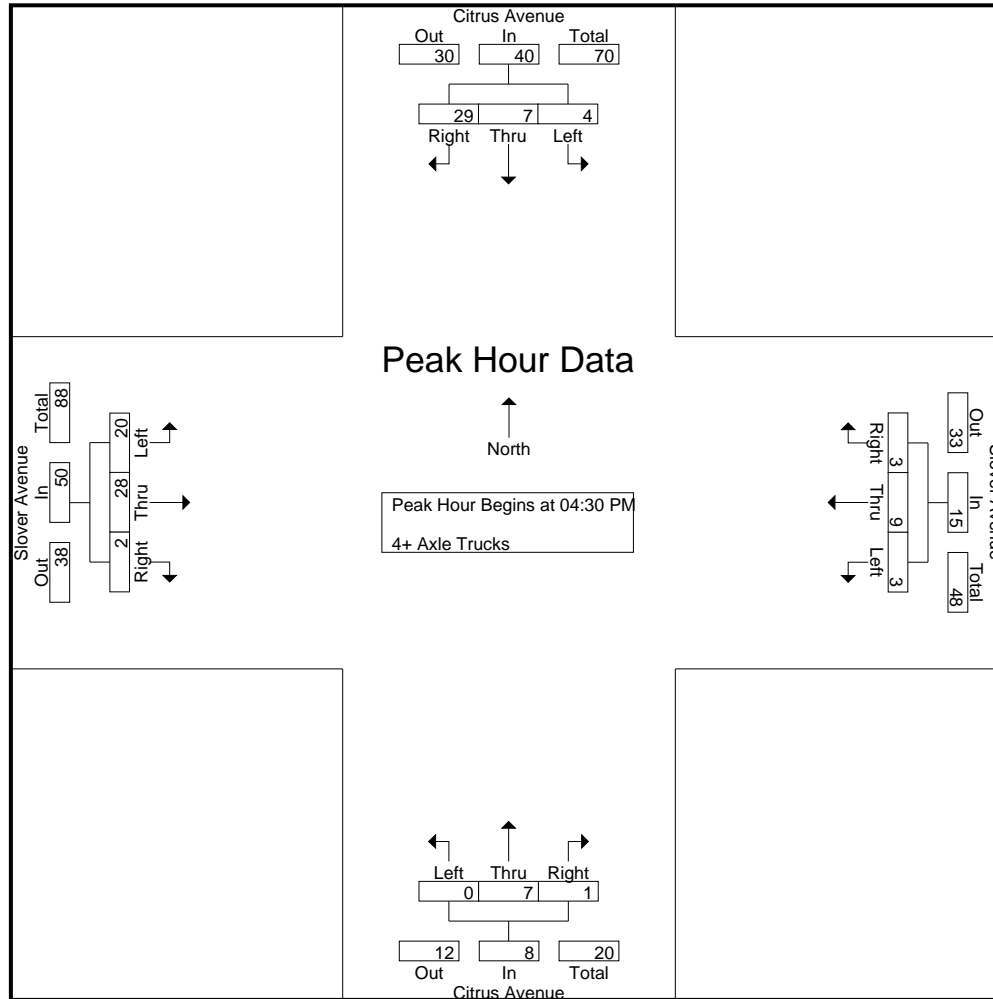 Citrus Avenue
Out In Total
30 40 70
29 7 4
Right Thru Left
Peak Hour Data
North
Peak Hour Begins at 04:30 PM
4+ Axle Trucks
Slover Avenue
Total In Out
88 50 38
20 28 2
Left Thru Right
Right Thru Left
3 9 3
33 15 48
Out In Total
Slover Avenue
Left Thru Right
0 7 1
12 8 20
Out In Total
Citrus Avenue